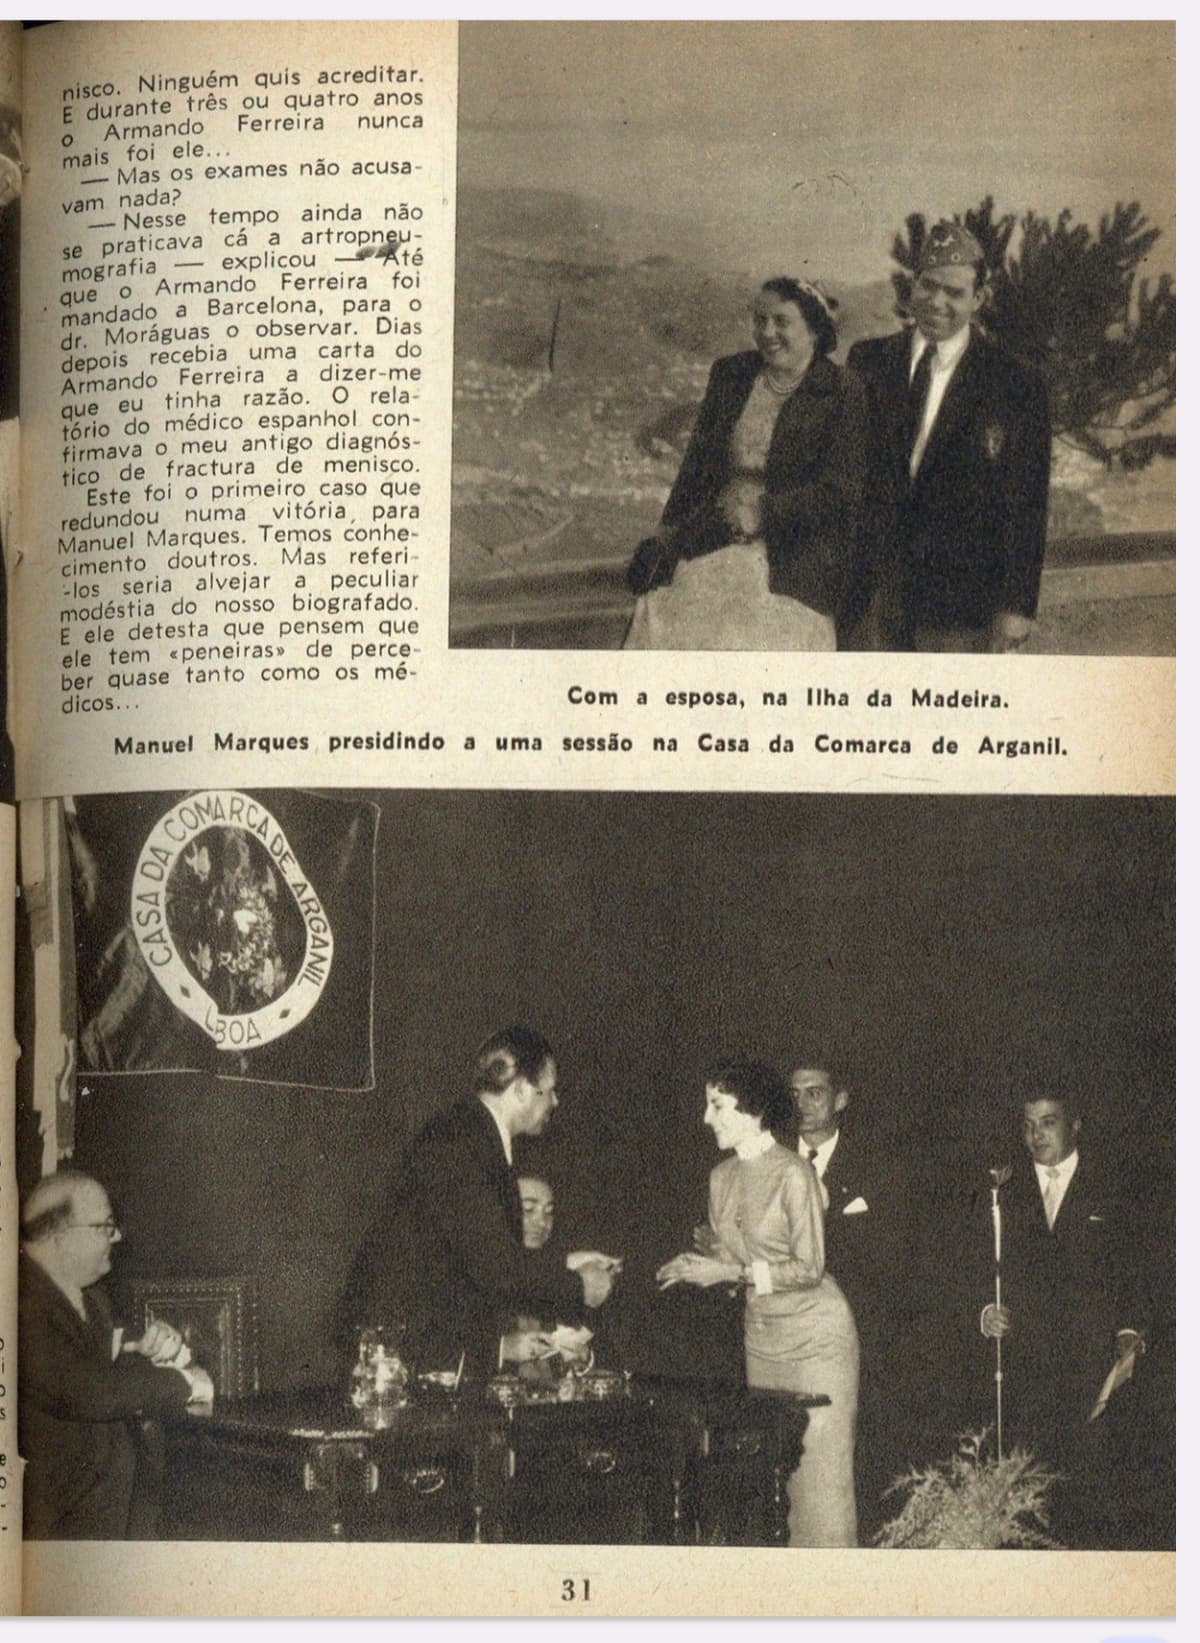 nisco. Ninguém quis acreditar.
E durante três ou quatro anos
o Armando Ferreira nunca
mais foi ele...
— Mas os exames não acusa-
vam nada?
— Nesse tempo ainda não
se praticava cá a artropneu-
mografia — explicou — Até
que o Armando Ferreira foi
mandado a Barcelona, para o
dr. Moráguas o observar. Dias
depois recebia uma carta do
Armando Ferreira a dizer-me
que eu tinha razão. O rela-
tório do médico espanhol con-
firmava o meu antigo diagnós-
tico de fractura de menisco.
Este foi o primeiro caso que
redundou numa vitória para
Manuel Marques. Temos conhe-
cimento doutros. Mas referi-
-los seria alvejar a peculiar
modéstia do nosso biografado.
E ele detesta que pensem que
ele tem «peneiras» de perce-
ber quase tanto como os mé-
dicos...
Com a esposa, na Ilha da Madeira.
Manuel Marques presidindo a uma sessão na Casa da Comarca de Arganil.
CASA DA COMARCA DE ARGANIL
31